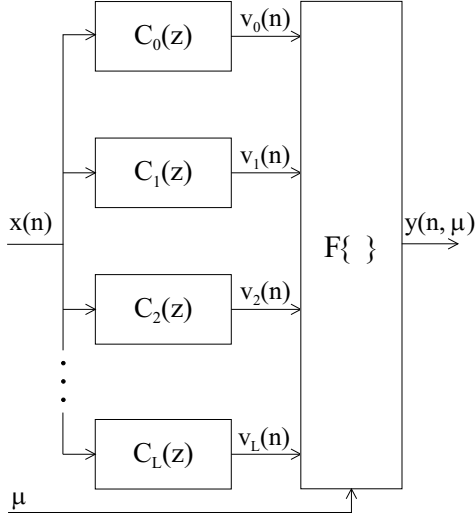 C₀(z) v₀(n)
C₁(z) v₁(n)
x(n) F{ } y(n, μ)
C₂(z) v₂(n)
C_L(z) v_L(n)
μ